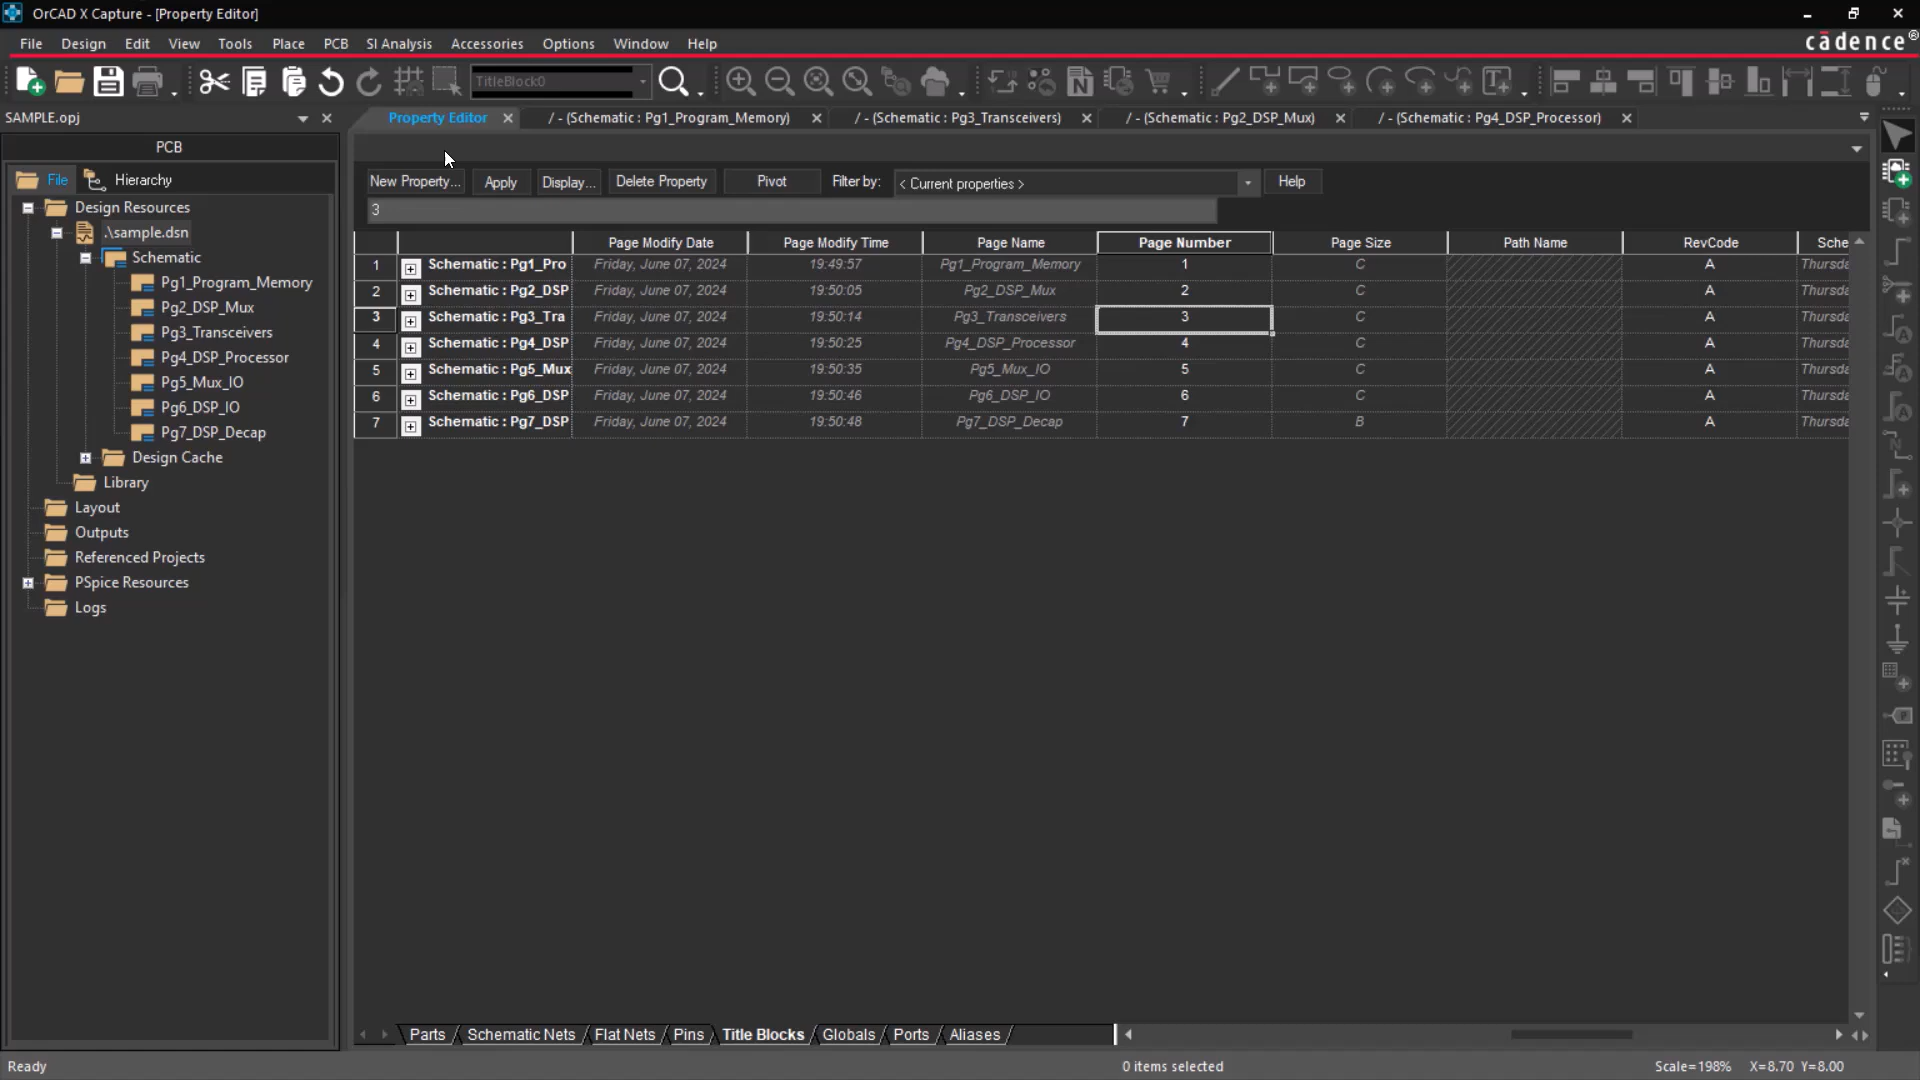 OrCAD X Capture - [Property Editor]
File Design Edit View Tools Place PCB SI Analysis Accessories Options Window Help
cādence®
TitleBlock0
SAMPLE.opj
Property Editor / - (Schematic : Pg1_Program_Memory) / - (Schematic : Pg3_Transceivers) / - (Schematic : Pg2_DSP_Mux) / - (Schematic : Pg4_DSP_Processor)
PCB
File Hierarchy
Design Resources
.\sample.dsn
Schematic
Pg1_Program_Memory
Pg2_DSP_Mux
Pg3_Transceivers
Pg4_DSP_Processor
Pg5_Mux_IO
Pg6_DSP_IO
Pg7_DSP_Decap
Design Cache
Library
Layout
Outputs
Referenced Projects
PSpice Resources
Logs
New Property... Apply Display... Delete Property Pivot Filter by: < Current properties > Help
3
Page Modify Date Page Modify Time Page Name Page Number Page Size Path Name RevCode Sche
1 Schematic : Pg1_Pro Friday, June 07, 2024 19:49:57 Pg1_Program_Memory 1 C A Thursda
2 Schematic : Pg2_DSP Friday, June 07, 2024 19:50:05 Pg2_DSP_Mux 2 C A Thursda
3 Schematic : Pg3_Tra Friday, June 07, 2024 19:50:14 Pg3_Transceivers 3 C A Thursda
4 Schematic : Pg4_DSP Friday, June 07, 2024 19:50:25 Pg4_DSP_Processor 4 C A Thursda
5 Schematic : Pg5_Mux Friday, June 07, 2024 19:50:35 Pg5_Mux_IO 5 C A Thursda
6 Schematic : Pg6_DSP Friday, June 07, 2024 19:50:46 Pg6_DSP_IO 6 C A Thursda
7 Schematic : Pg7_DSP Friday, June 07, 2024 19:50:48 Pg7_DSP_Decap 7 B A Thursda
Parts Schematic Nets Flat Nets Pins Title Blocks Globals Ports Aliases
Ready 0 items selected Scale=198% X=8.70 Y=8.00